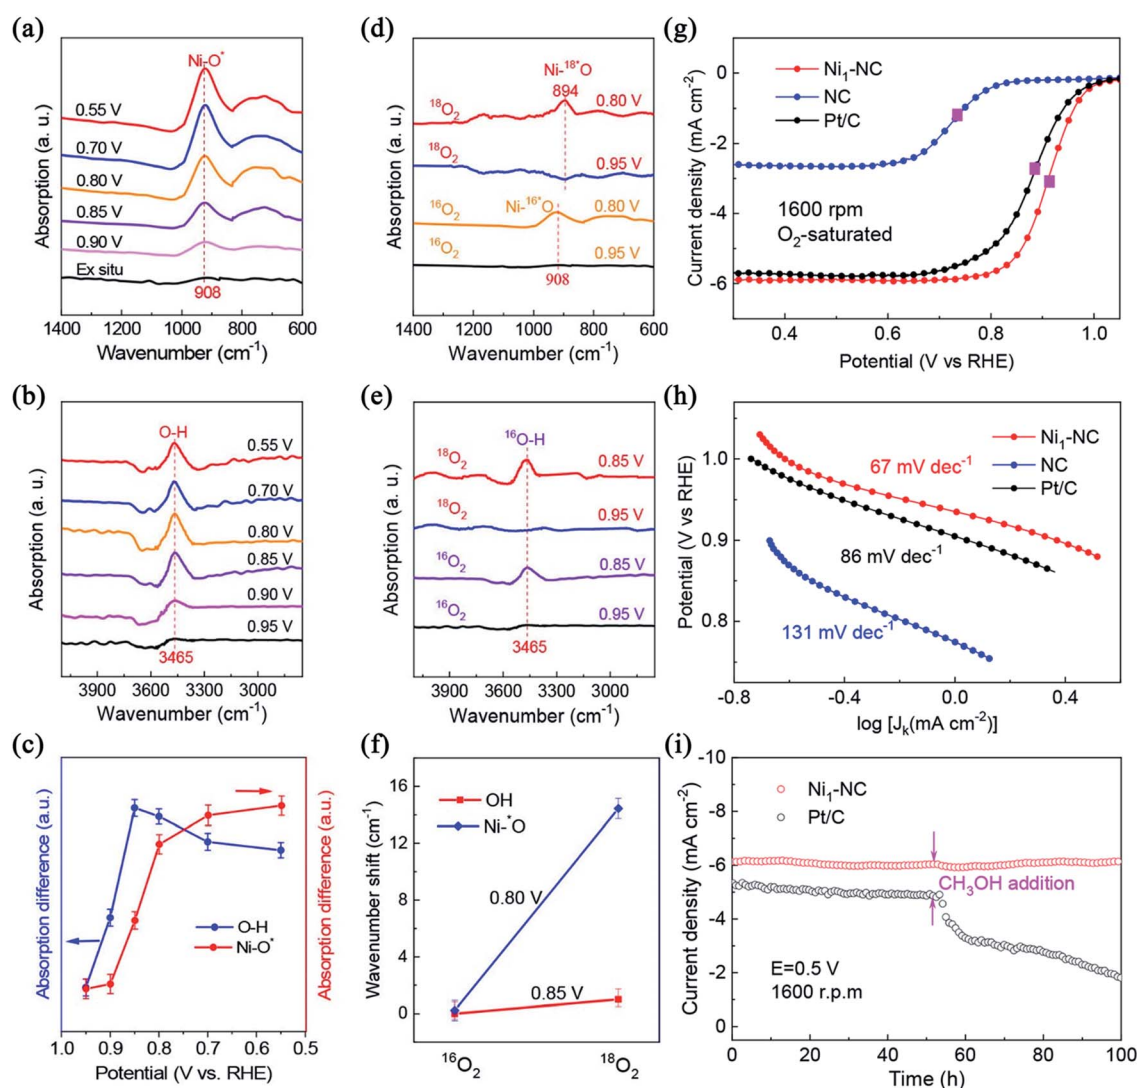 (a)
Ni-O*
0.55 V
0.70 V
0.80 V
0.85 V
0.90 V
Ex situ
908
Absorption (a. u.)
1400 1200 1000 800 600
Wavenumber (cm⁻¹)
(d)
Ni-¹⁸*O
894
¹⁸O₂ 0.80 V
¹⁸O₂ 0.95 V
¹⁶O₂ Ni-¹⁶*O 0.80 V
¹⁶O₂ 0.95 V
908
Absorption (a. u.)
1400 1200 1000 800 600
Wavenumber (cm⁻¹)
(g)
Ni₁-NC
NC
Pt/C
1600 rpm
O₂-saturated
Current density (mA cm⁻²)
0
-2
-4
-6
0.4 0.6 0.8 1.0
Potential (V vs RHE)
(b)
O-H
0.55 V
0.70 V
0.80 V
0.85 V
0.90 V
0.95 V
3465
Absorption (a. u.)
3900 3600 3300 3000
Wavenumber (cm⁻¹)
(e)
¹⁶O-H
¹⁸O₂ 0.85 V
¹⁸O₂ 0.95 V
¹⁶O₂ 0.85 V
¹⁶O₂ 0.95 V
3465
Absorption (a. u.)
3900 3600 3300 3000
Wavenumber (cm⁻¹)
(h)
Ni₁-NC
NC
Pt/C
67 mV dec⁻¹
86 mV dec⁻¹
131 mV dec⁻¹
Potential (V vs RHE)
1.0
0.9
0.8
-0.8 -0.4 0.0 0.4
log [Jₖ(mA cm⁻²)]
(c)
Absorption difference (a.u.)
Absorption difference (a.u.)
O-H
Ni-O*
1.0 0.9 0.8 0.7 0.6 0.5
Potential (V vs. RHE)
(f)
OH
Ni-*O
0.80 V
0.85 V
Wavenumber shift (cm⁻¹)
16
12
8
4
0
¹⁶O₂ ¹⁸O₂
(i)
Ni₁-NC
Pt/C
CH₃OH addition
E=0.5 V
1600 r.p.m
Current density (mA cm⁻²)
-10
-8
-6
-4
-2
0
0 20 40 60 80 100
Time (h)